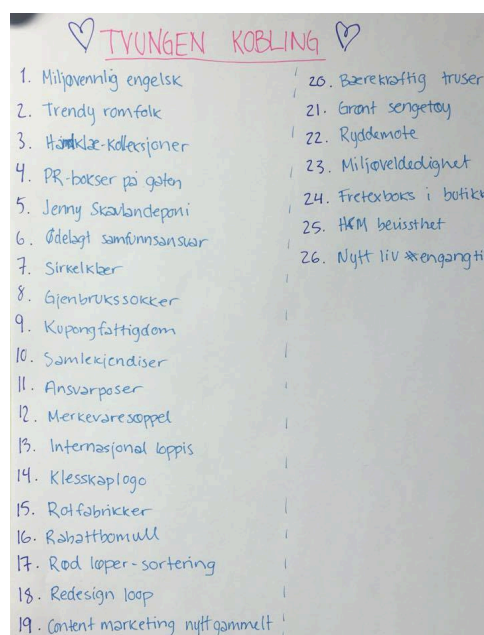 TVUNGEN KOBLING
1. Miljøvennlig engelsk
2. Trendy romfolk
3. Håndklæ-kolleksjoner
4. PR-bokser på gaten
5. Jenny Skavlandeponi
6. Ødelagt samfunnsansvar
7. Sirkelklær
8. Gjenbrukssokker
9. Kupongfattigdom
10. Samlekjendiser
11. Ansvarposer
12. Merkevaresøppel
13. Internasjonal loppis
14. Klesskaplogo
15. Rotfabrikker
16. Rabattbomull
17. Rød løper-sortering
18. Redesign loop
19. Content marketing nytt gammelt
20. Bærekraftig truser
21. Grønt sengetøy
22. Ryddemote
23. Miljøveldedighet
24. Fretexboks i butikk
25. H&M bevissthet
26. Nytt liv engangsti